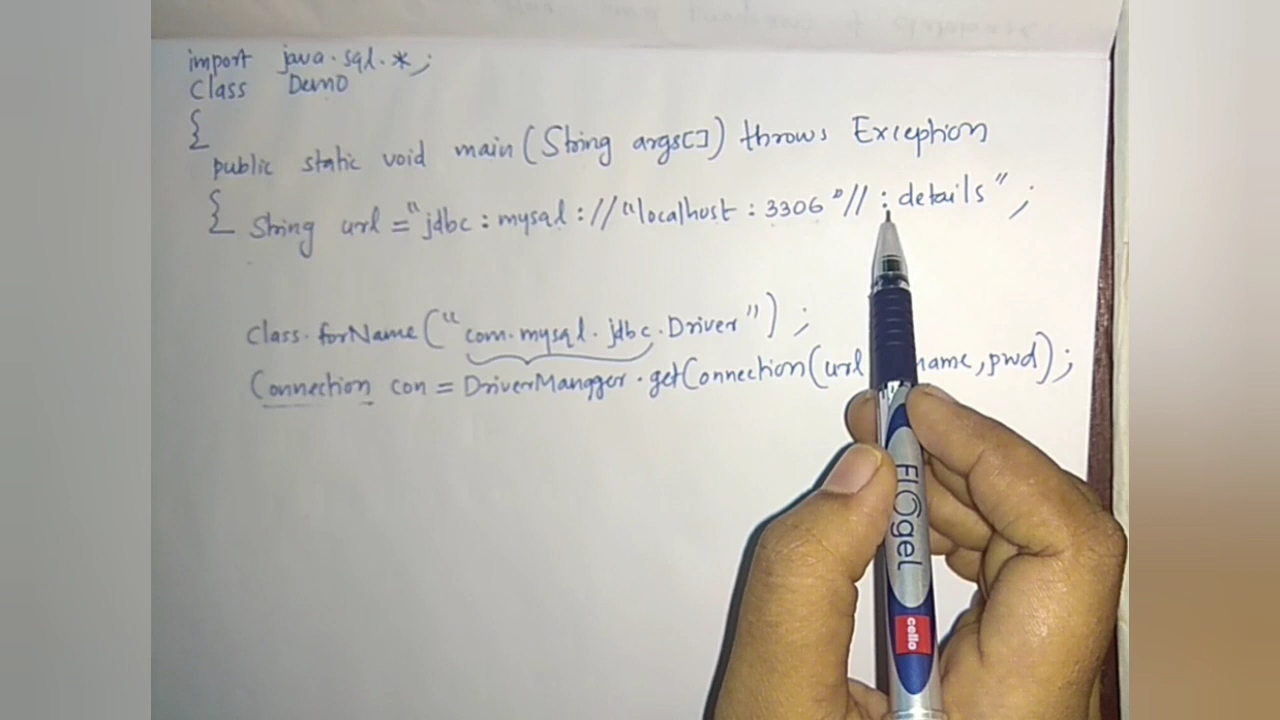 import java.sql.*;
Class Demo
{
public static void main(String args[]) throws Exception
{ String url = "jdbc:mysql://"localhost:3306"//:details";
Class.forName("com.mysql.jdbc.Driver");
Connection con = DriverManager.getConnection(url name,pwd);
Flogel
cello